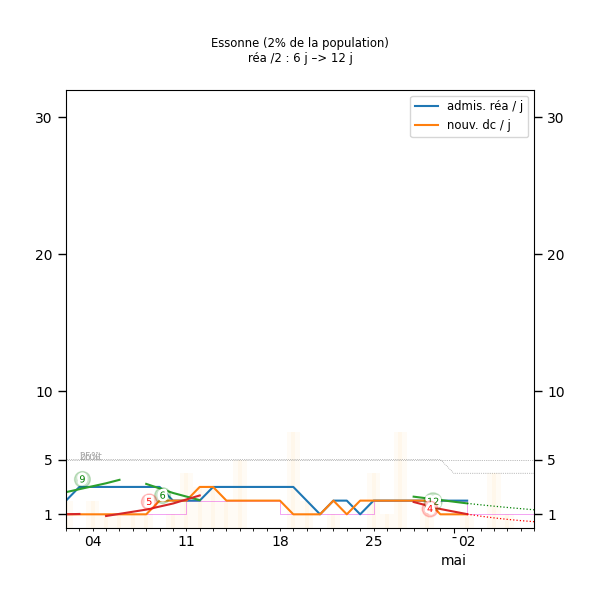 Essonne (2% de la population)
réa /2 : 6 j –> 12 j
admis. réa / j
nouv. dc / j
30 30
20 20
10 10
5 5
1 1
9
5
6
12
4
04 11 18 25 02
mai